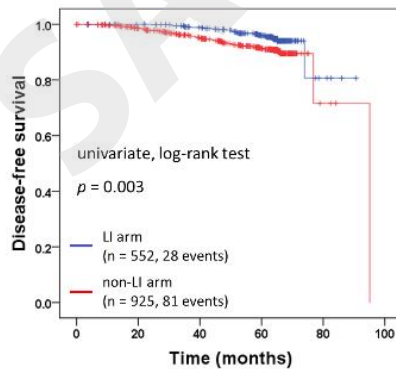 Disease-free survival
1.0
0.8
0.6
0.4
0.2
0.0
univariate, log-rank test
p = 0.003
LI arm
(n = 552, 28 events)
non-LI arm
(n = 925, 81 events)
0 20 40 60 80 100
Time (months)